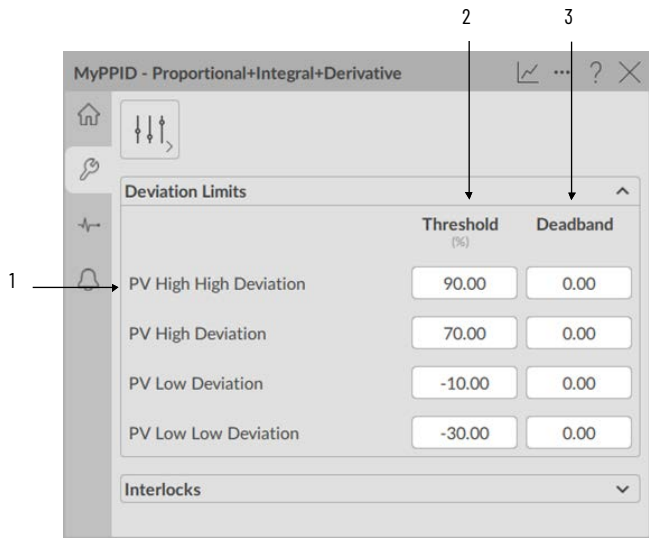 2 3
MyPPID - Proportional+Integral+Derivative ... ?
Deviation Limits
Threshold Deadband
(%)
1 PV High High Deviation 90.00 0.00
PV High Deviation 70.00 0.00
PV Low Deviation -10.00 0.00
PV Low Low Deviation -30.00 0.00
Interlocks